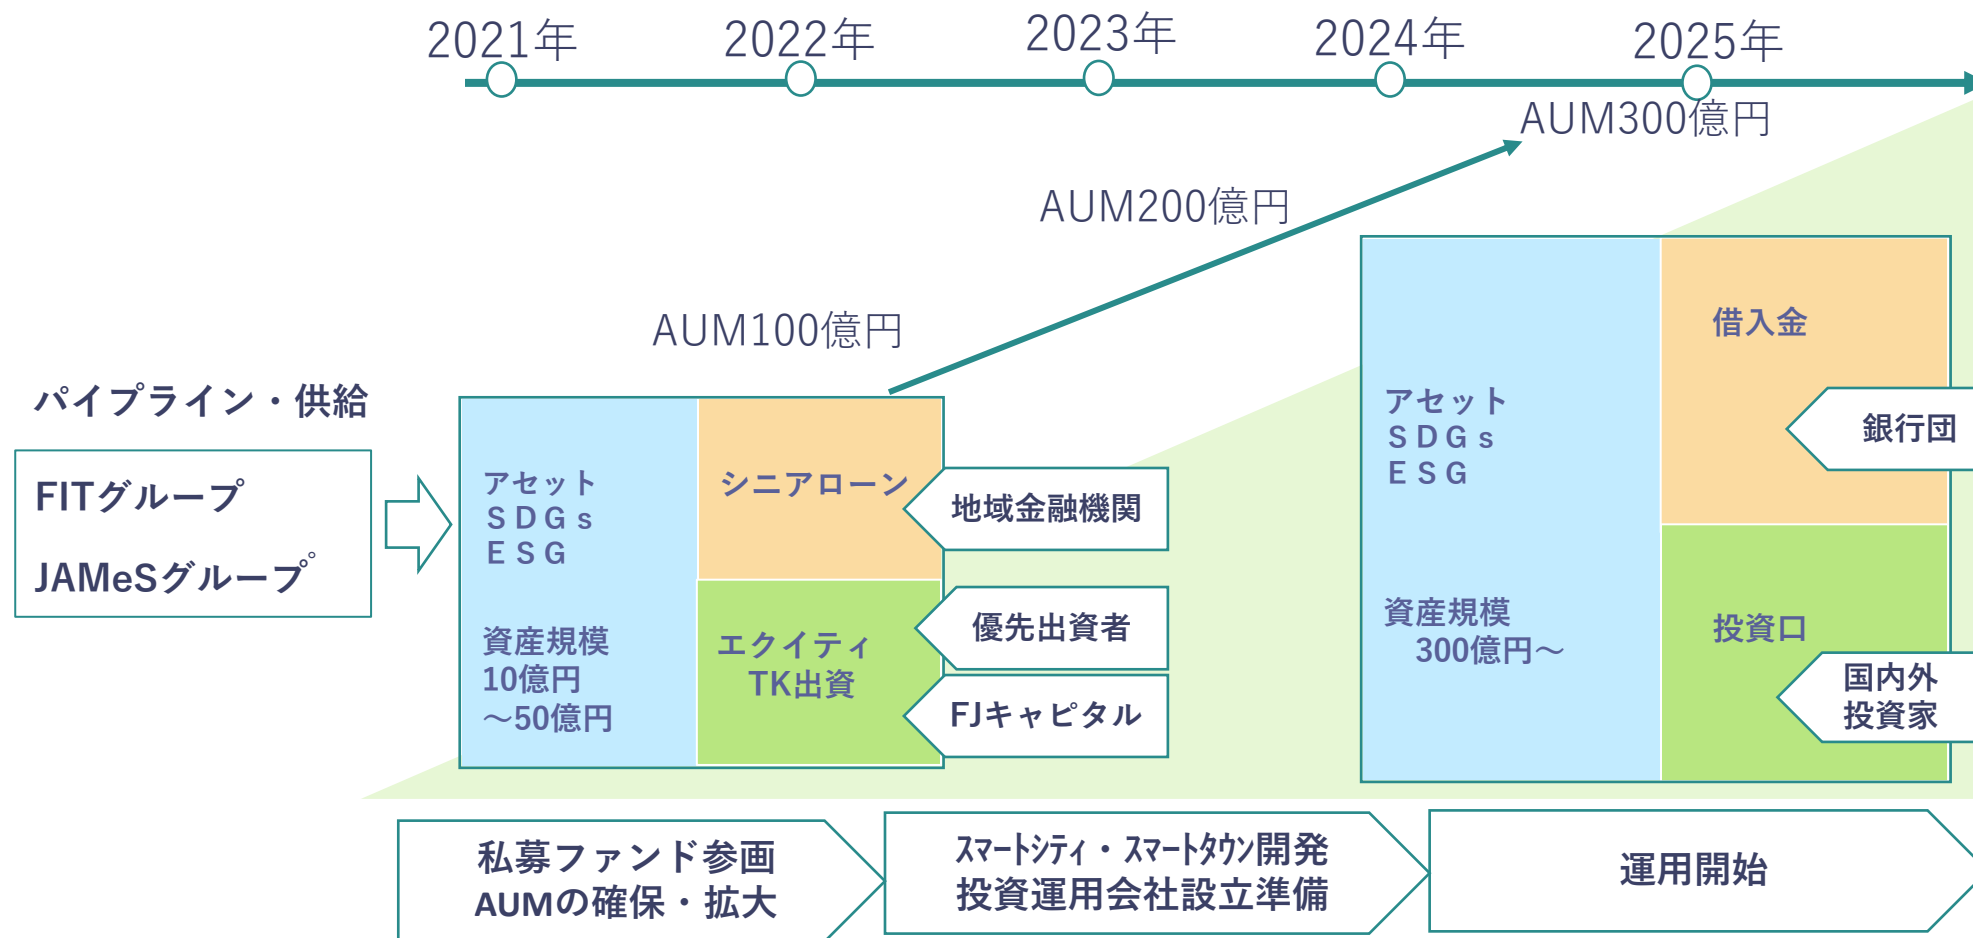 2021年
2022年
2023年
2024年
2025年
AUM300億円
AUM200億円
AUM100億円
パイプライン・供給
FITグループ
JAMeSグループ
アセット
ＳＤＧｓ
ＥＳＧ
資産規模
10億円
～50億円
シニアローン
エクイティ
TK出資
地域金融機関
優先出資者
FJキャピタル
アセット
ＳＤＧｓ
ＥＳＧ
資産規模
300億円～
借入金
投資口
銀行団
国内外
投資家
私募ファンド参画
AUMの確保・拡大
ｽﾏｰﾄｼﾃｨ・ｽﾏｰﾄﾀｳﾝ開発
投資運用会社設立準備
運用開始